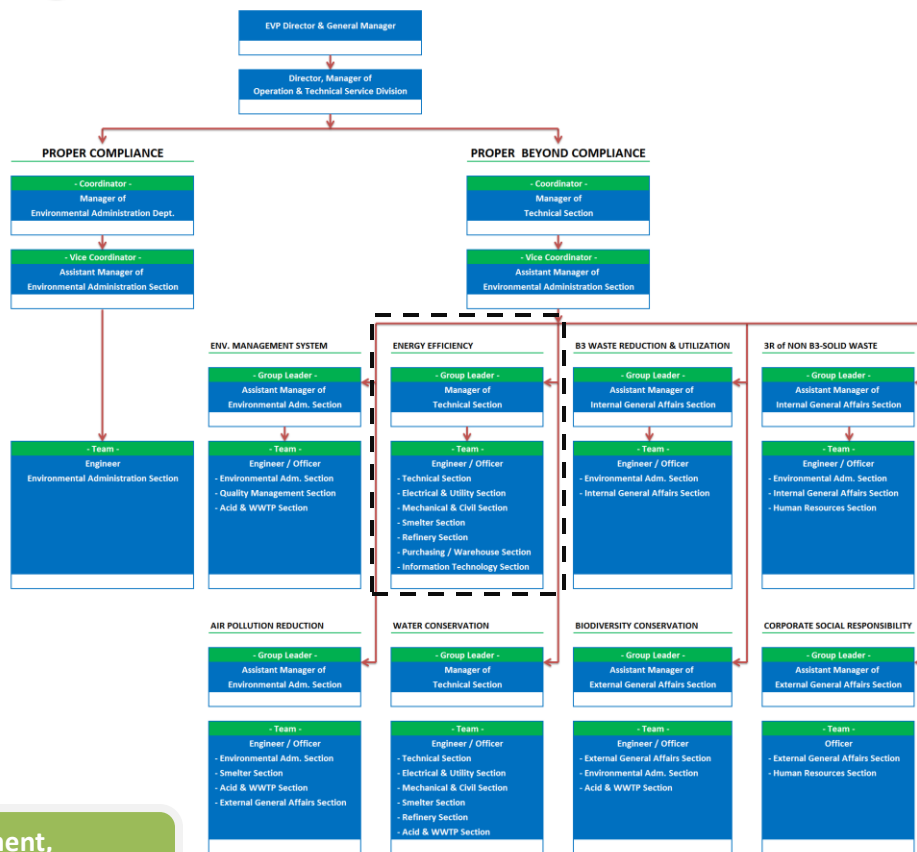 EVP Director & General Manager
Director, Manager of
Operation & Technical Service Division
PROPER COMPLIANCE
- Coordinator -
Manager of
Environmental Administration Dept.
- Vice Coordinator -
Assistant Manager of
Environmental Administration Section
- Team -
Engineer
Environmental Administration Section
PROPER BEYOND COMPLIANCE
- Coordinator -
Manager of
Technical Section
- Vice Coordinator -
Assistant Manager of
Environmental Administration Section
ENV. MANAGEMENT SYSTEM
- Group Leader -
Assistant Manager of
Environmental Adm. Section
- Team -
Engineer / Officer
- Environmental Adm. Section
- Quality Management Section
- Acid & WWTP Section
ENERGY EFFICIENCY
- Group Leader -
Manager of
Technical Section
- Team -
Engineer / Officer
- Technical Section
- Electrical & Utility Section
- Mechanical & Civil Section
- Smelter Section
- Refinery Section
- Purchasing / Warehouse Section
- Information Technology Section
B3 WASTE REDUCTION & UTILIZATION
- Group Leader -
Assistant Manager of
Internal General Affairs Section
- Team -
Engineer / Officer
- Environmental Adm. Section
- Internal General Affairs Section
3R of NON B3-SOLID WASTE
- Group Leader -
Assistant Manager of
Internal General Affairs Section
- Team -
Engineer / Officer
- Environmental Adm. Section
- Internal General Affairs Section
- Human Resources Section
AIR POLLUTION REDUCTION
- Group Leader -
Assistant Manager of
Environmental Adm. Section
- Team -
Engineer / Officer
- Environmental Adm. Section
- Smelter Section
- Acid & WWTP Section
- External General Affairs Section
WATER CONSERVATION
- Group Leader -
Manager of
Technical Section
- Team -
Engineer / Officer
- Technical Section
- Electrical & Utility Section
- Mechanical & Civil Section
- Smelter Section
- Refinery Section
- Acid & WWTP Section
BIODIVERSITY CONSERVATION
- Group Leader -
Assistant Manager of
External General Affairs Section
- Team -
Engineer / Officer
- External General Affairs Section
- Environmental Adm. Section
- Acid & WWTP Section
CORPORATE SOCIAL RESPONSIBILITY
- Group Leader -
Assistant Manager of
External General Affairs Section
- Team -
Officer
- External General Affairs Section
- Human Resources Section